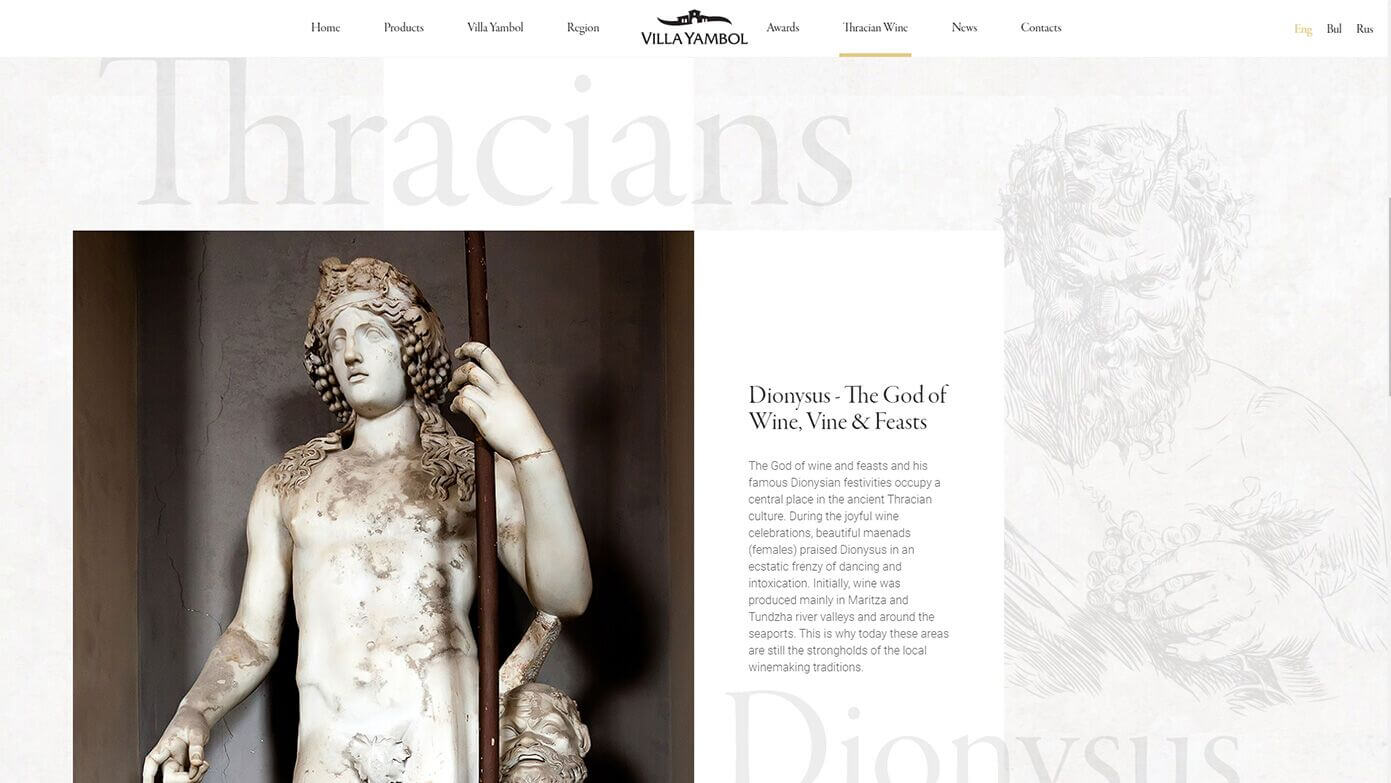 Home Products Villa Yambol Region VILLA YAMBOL Awards Thracian Wine News Contacts Eng Bul Rus
Thracians
Dionysus - The God of
Wine, Vine & Feasts
The God of wine and feasts and his
famous Dionysian festivities occupy a
central place in the ancient Thracian
culture. During the joyful wine
celebrations, beautiful maenads
(females) praised Dionysus in an
ecstatic frenzy of dancing and
intoxication. Initially, wine was
produced mainly in Maritza and
Tundzha river valleys and around the
seaports. This is why today these areas
are still the strongholds of the local
winemaking traditions.
Dionysus